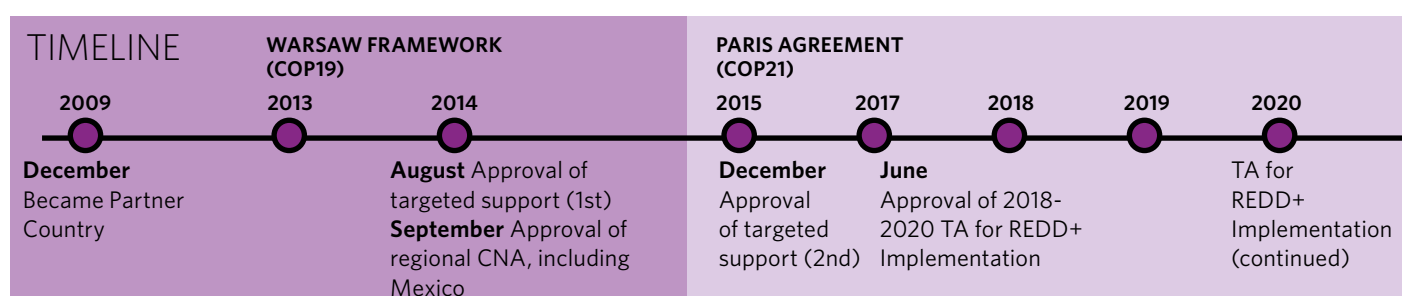 TIMELINE
WARSAW FRAMEWORK
(COP19)
PARIS AGREEMENT
(COP21)
2009
2013
2014
2015
2017
2018
2019
2020
December
Became Partner
Country
August Approval of
targeted support (1st)
September Approval of
regional CNA, including
Mexico
December
Approval
of targeted
support (2nd)
June
Approval of 2018-
2020 TA for REDD+
Implementation
TA for
REDD+
Implementation
(continued)